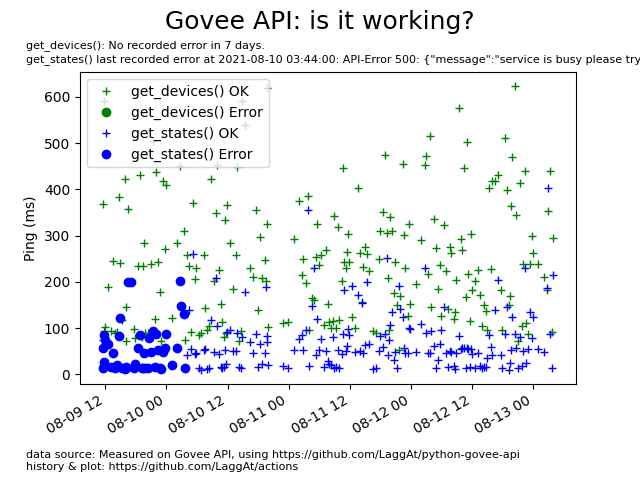 Govee API: is it working?
get_devices(): No recorded error in 7 days.
get_states() last recorded error at 2021-08-10 03:44:00: API-Error 500: {"message":"service is busy please try
get_devices() OK
get_devices() Error
get_states() OK
get_states() Error
Ping (ms)
600
500
400
300
200
100
0
08-09 12
08-10 00
08-10 12
08-11 00
08-11 12
08-12 00
08-12 12
08-13 00
data source: Measured on Govee API, using https://github.com/LaggAt/python-govee-api
history & plot: https://github.com/LaggAt/actions